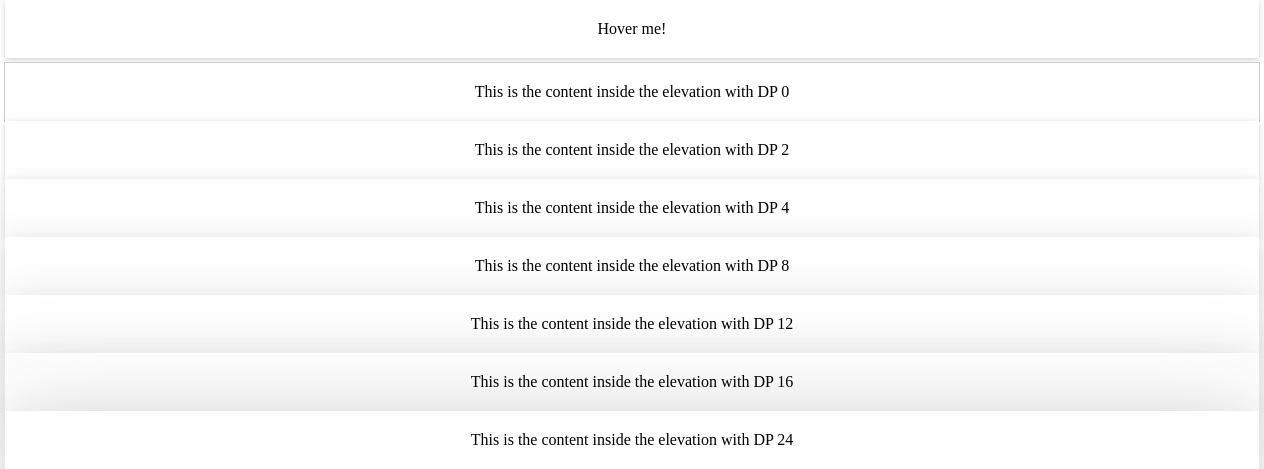 Hover me!
This is the content inside the elevation with DP 0
This is the content inside the elevation with DP 2
This is the content inside the elevation with DP 4
This is the content inside the elevation with DP 8
This is the content inside the elevation with DP 12
This is the content inside the elevation with DP 16
This is the content inside the elevation with DP 24